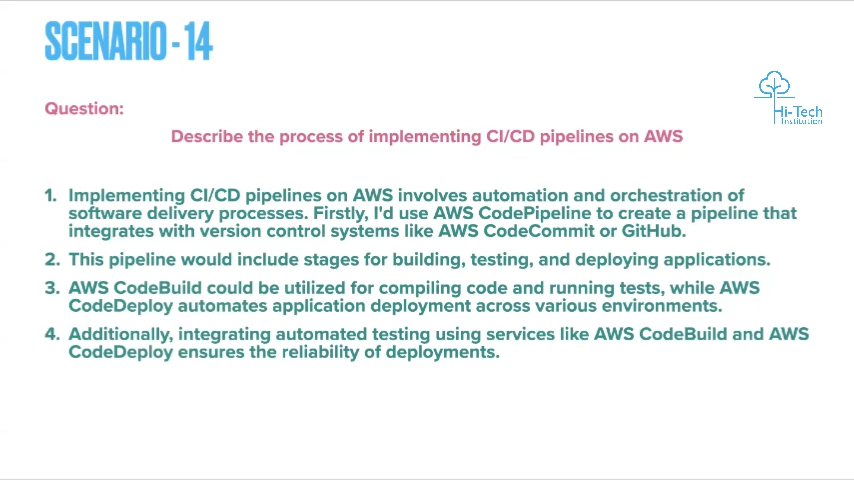 SCENARIO - 14
Hi-Tech
Institution
Question:
Describe the process of implementing CI/CD pipelines on AWS
1. Implementing CI/CD pipelines on AWS involves automation and orchestration of
software delivery processes. Firstly, I'd use AWS CodePipeline to create a pipeline that
integrates with version control systems like AWS CodeCommit or GitHub.
2. This pipeline would include stages for building, testing, and deploying applications.
3. AWS CodeBuild could be utilized for compiling code and running tests, while AWS
CodeDeploy automates application deployment across various environments.
4. Additionally, integrating automated testing using services like AWS CodeBuild and AWS
CodeDeploy ensures the reliability of deployments.